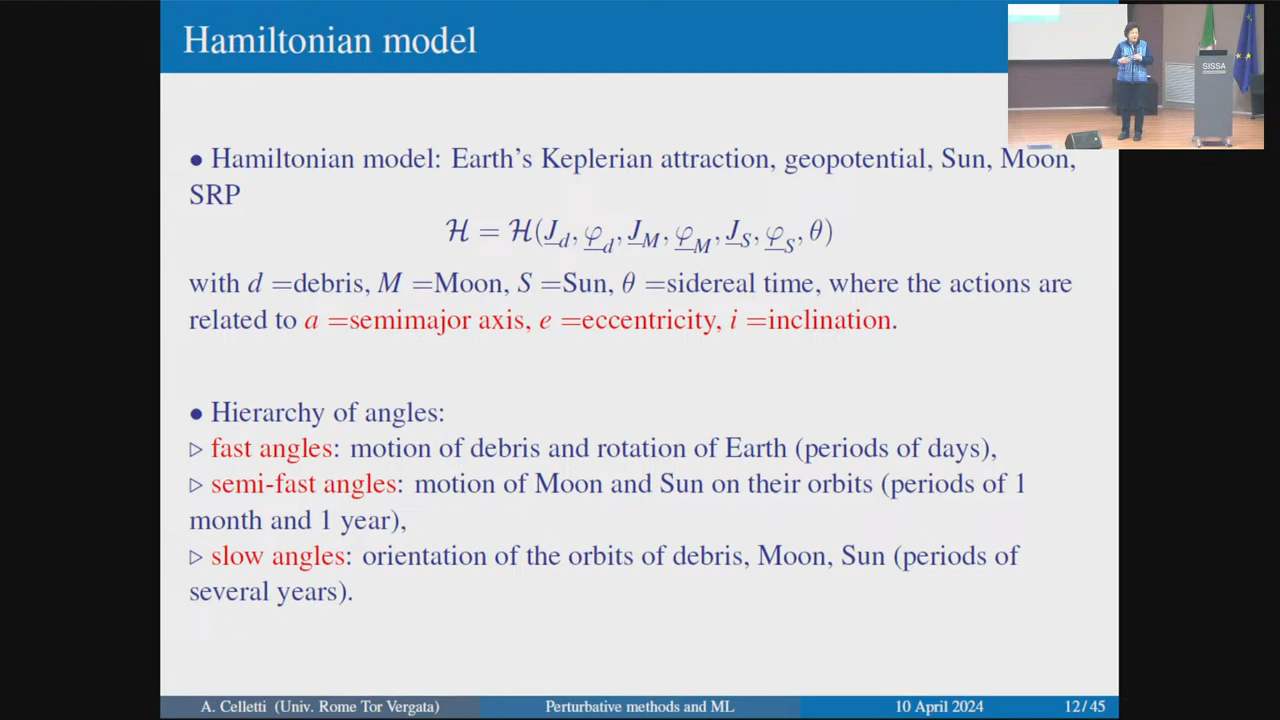 Hamiltonian model
SISSA
• Hamiltonian model: Earth's Keplerian attraction, geopotential, Sun, Moon,
SRP
ℋ = ℋ(J_d, φ_d, J_M, φ_M, J_S, φ_S, θ)
with d =debris, M =Moon, S =Sun, θ =sidereal time, where the actions are
related to a =semimajor axis, e =eccentricity, i =inclination.
• Hierarchy of angles:
▷ fast angles: motion of debris and rotation of Earth (periods of days),
▷ semi-fast angles: motion of Moon and Sun on their orbits (periods of 1
month and 1 year),
▷ slow angles: orientation of the orbits of debris, Moon, Sun (periods of
several years).
A. Celletti (Univ. Rome Tor Vergata) Perturbative methods and ML 10 April 2024 12 / 45